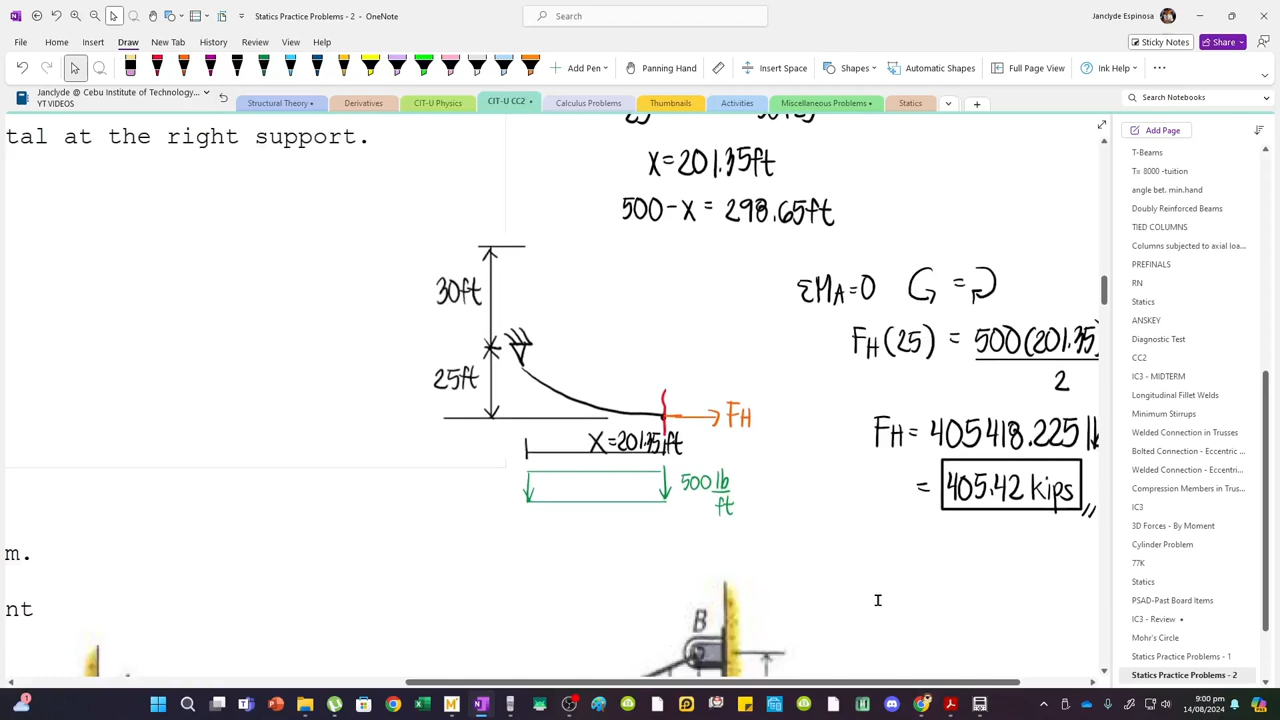 Statics Practice Problems - 2 - OneNote
Search
Janclyde Espinosa
File Home Insert Draw New Tab History Review View Help
Sticky Notes
Share
Add Pen
Panning Hand
Insert Space
Shapes
Automatic Shapes
Full Page View
Ink Help
Janclyde @ Cebu Institute of Technology...
YT VIDEOS
Structural Theory
Derivatives
CIT-U Physics
CIT-U CC2
Calculus Problems
Thumbnails
Activities
Miscellaneous Problems
Statics
Search Notebooks
Add Page
T-Beams
T= 8000 -tuition
angle bet. min.hand
Doubly Reinforced Beams
TIED COLUMNS
Columns subjected to axial loa...
PREFINALS
RN
Statics
ANSKEY
Diagnostic Test
CC2
IC3 - MIDTERM
Longitudinal Fillet Welds
Minimum Stirrups
Welded Connection in Trusses
Bolted Connection - Eccentric ...
Welded Connection - Eccentri...
Compression Members in Trus...
IC3
3D Forces - By Moment
Cylinder Problem
77K
Statics
PSAD-Past Board Items
IC3 - Review
Mohr's Circle
Statics Practice Problems - 1
Statics Practice Problems - 2
tal at the right support.
x=201.35ft
500-x = 298.65ft
30ft
25ft
FH
x=201.35ft
500 lb
ft
ΣMA=0
FH(25) = 500(201.35)
2
FH = 405418.225 lb
= 405.42 kips
m.
nt
B
9:00 pm
14/08/2024